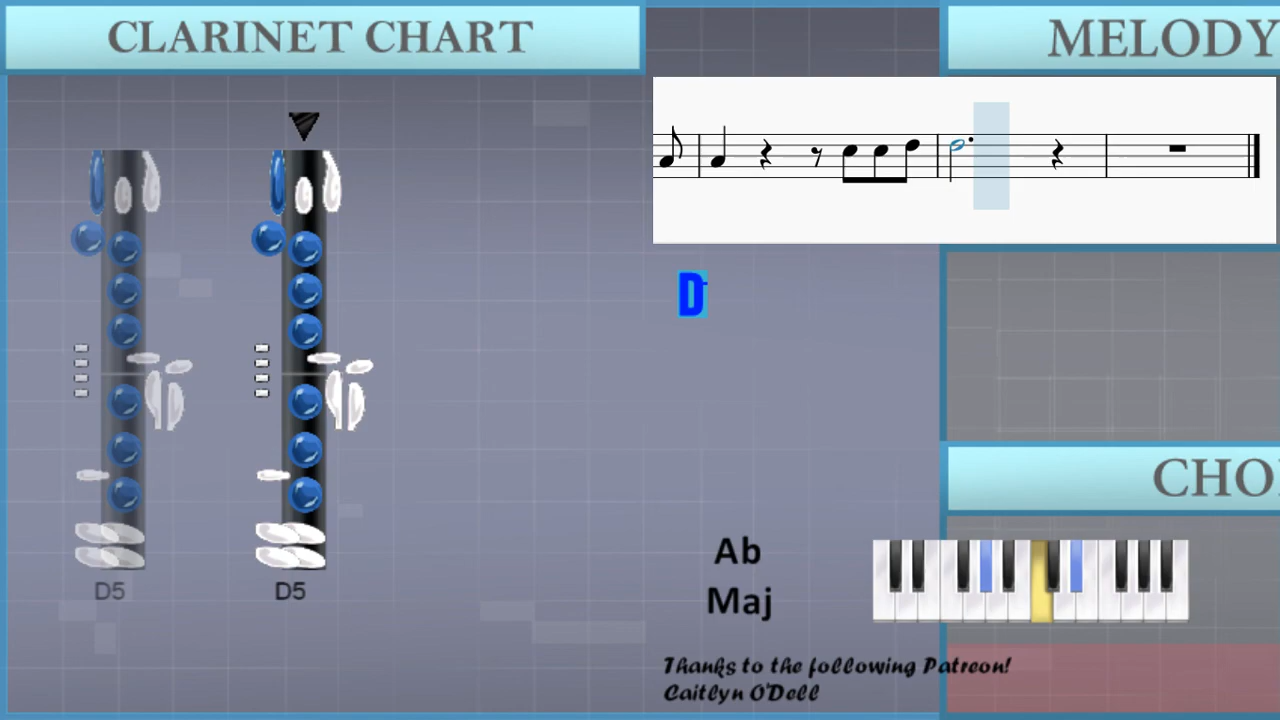 CLARINET CHART
MELODY
D
D5
D5
CHO
Ab
Maj
Thanks to the following Patreon!
Caitlyn O'Dell